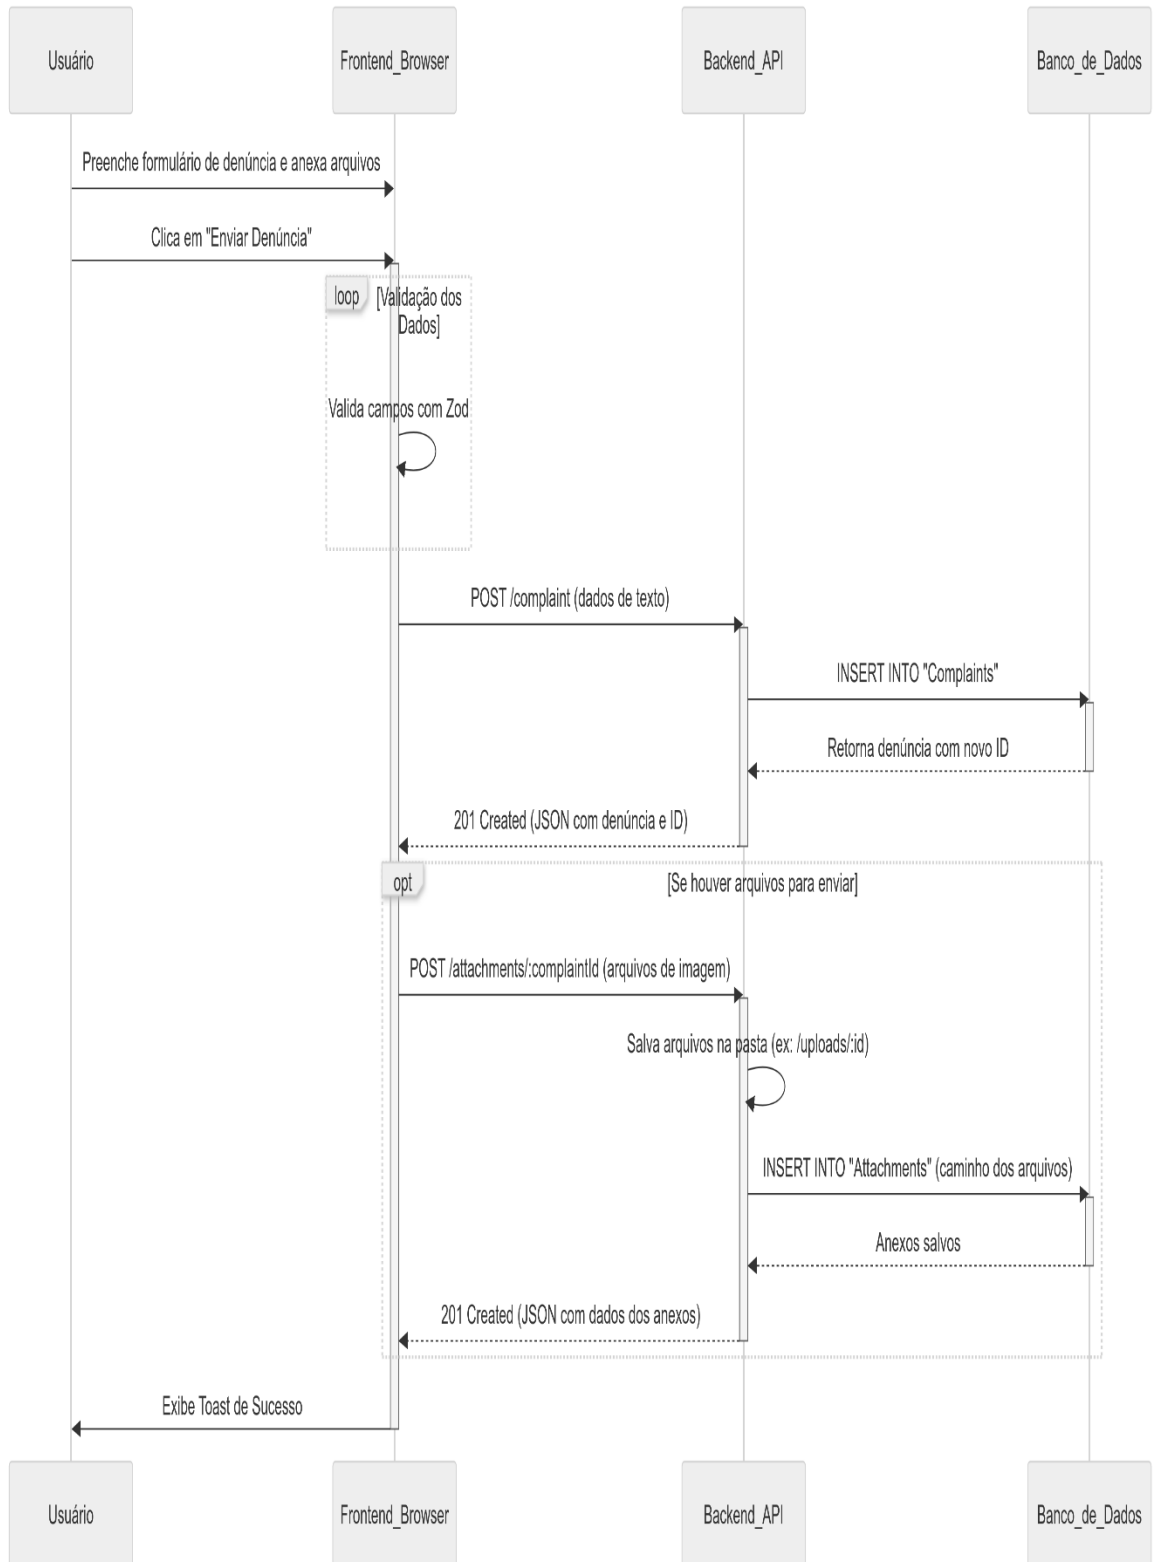 Usuário
Frontend_Browser
Backend_API
Banco_de_Dados
Preenche formulário de denúncia e anexa arquivos
Clica em "Enviar Denúncia"
loop
[Validação dos
Dados]
Valida campos com Zod
POST /complaint (dados de texto)
INSERT INTO "Complaints"
Retorna denúncia com novo ID
201 Created (JSON com denúncia e ID)
opt
[Se houver arquivos para enviar]
POST /attachments/:complaintId (arquivos de imagem)
Salva arquivos na pasta (ex: /uploads/:id)
INSERT INTO "Attachments" (caminho dos arquivos)
Anexos salvos
201 Created (JSON com dados dos anexos)
Exibe Toast de Sucesso
Usuário
Frontend_Browser
Backend_API
Banco_de_Dados